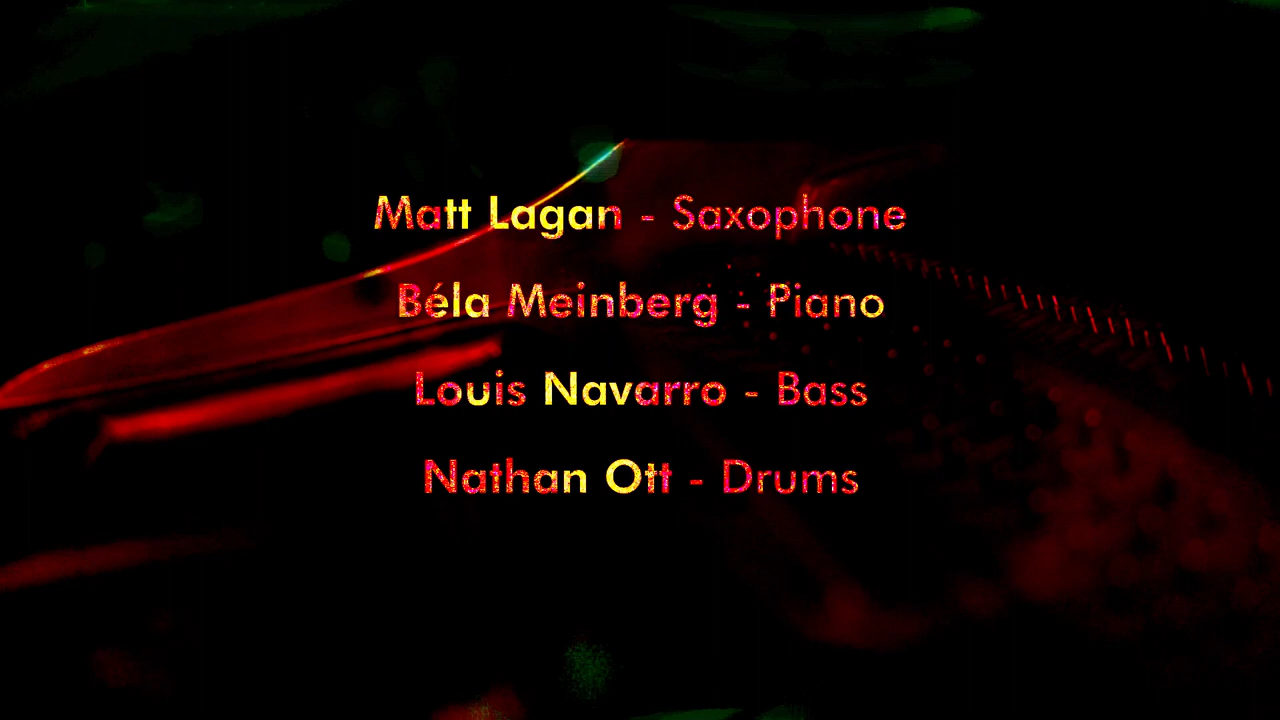 Matt Lagan - Saxophone
Béla Meinberg - Piano
Louis Navarro - Bass
Nathan Ott - Drums